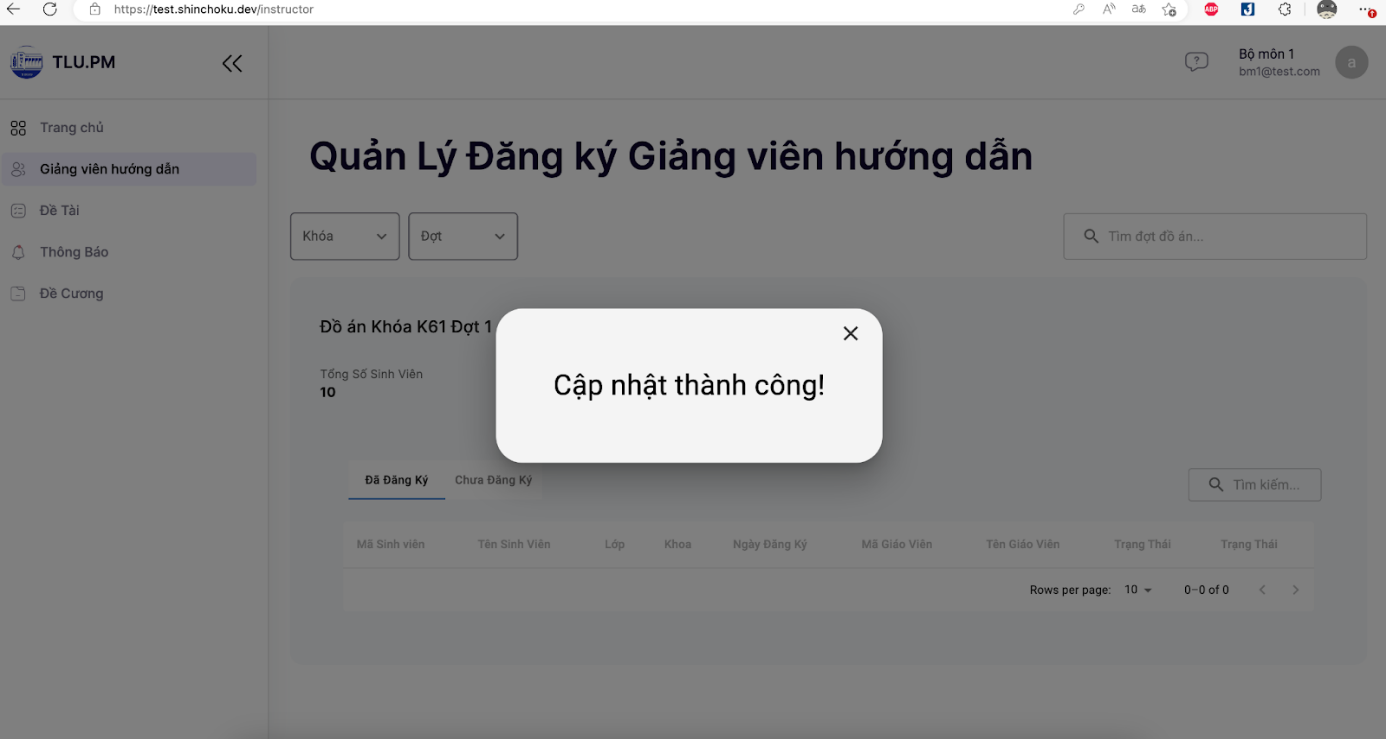 https://test.shinchoku.dev/instructor
TLU.PM
Bộ môn 1
bm1@test.com
a
Trang chủ
Giảng viên hướng dẫn
Đề Tài
Thông Báo
Đề Cương
Quản Lý Đăng ký Giảng viên hướng dẫn
Khóa
Đợt
Tìm đợt đồ án...
Đồ án Khóa K61 Đợt 1
Tổng Số Sinh Viên
10
Cập nhật thành công!
Đã Đăng Ký
Chưa Đăng Ký
Tìm kiếm...
Mã Sinh viên Tên Sinh Viên Lớp Khoa Ngày Đăng Ký Mã Giáo Viên Tên Giáo Viên Trạng Thái Trạng Thái
Rows per page: 10 0–0 of 0